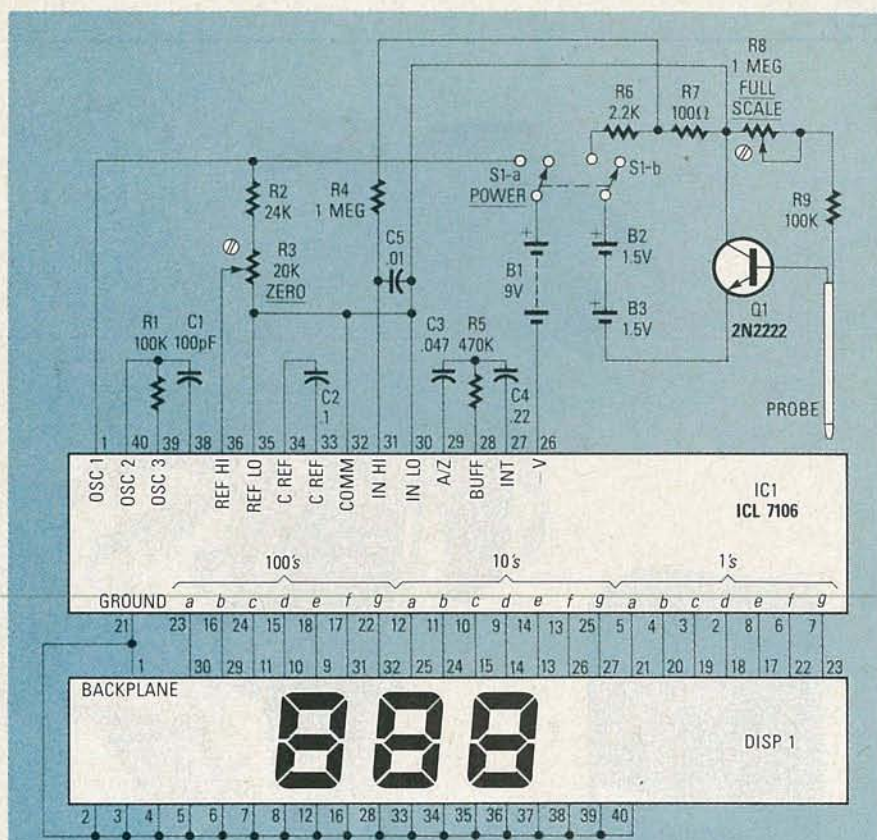 R8
1 MEG
FULL
SCALE
R6
2.2K
R7
100Ω
S1-a
POWER
S1-b
R9
100K
R2
24K
R4
1 MEG
C5
.01
R3
20K
ZERO
B1
9V
B2
1.5V
B3
1.5V
Q1
2N2222
R1
100K
C1
100pF
C2
.1
C3
.047
R5
470K
C4
.22
PROBE
1 40 39 38 36 35 34 33 32 31 30 29 28 27 26
OSC 1
OSC 2
OSC 3
REF HI
REF LO
C REF
C REF
COMM
IN HI
IN LO
A/Z
BUFF
INT
–V
IC1
ICL 7106
100's 10's 1's
GROUND a b c d e f g a b c d e f g a b c d e f g
21 23 16 24 15 18 17 22 12 11 10 9 14 13 25 5 4 3 2 8 6 7
1 30 29 11 10 9 31 32 25 24 15 14 13 26 27 21 20 19 18 17 22 23
BACKPLANE
888
DISP 1
2 3 4 5 6 7 8 12 16 28 33 34 35 36 37 38 39 40